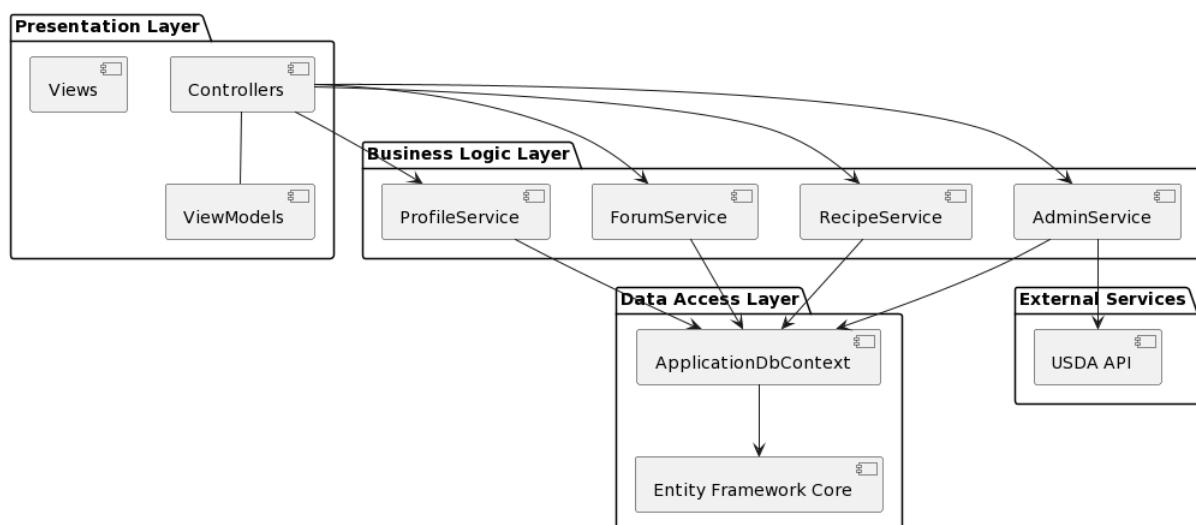 Presentation Layer
Views
Controllers
ViewModels
Business Logic Layer
ProfileService
ForumService
RecipeService
AdminService
Data Access Layer
ApplicationDbContext
Entity Framework Core
External Services
USDA API